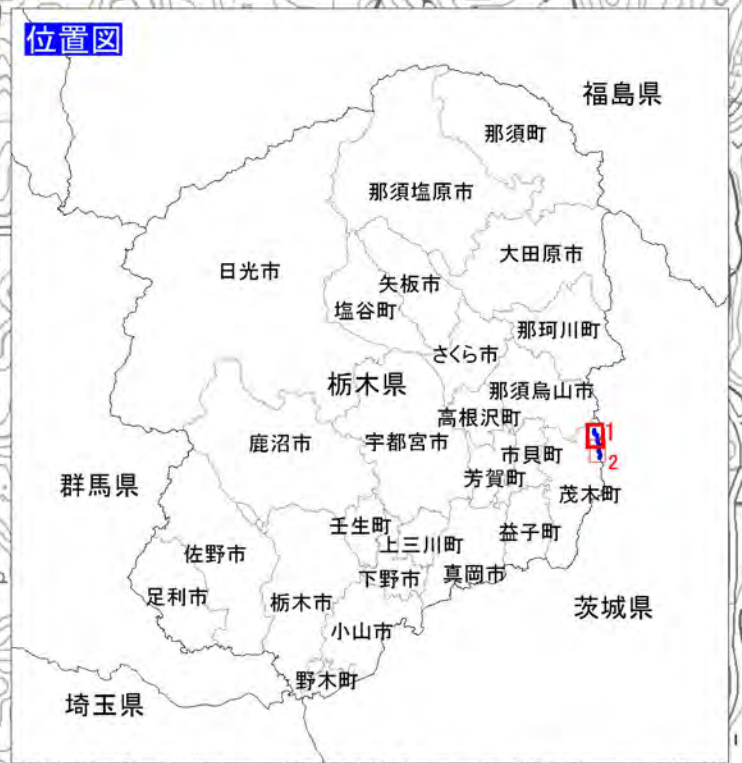 位置図
福島県
那須町
那須塩原市
大田原市
日光市
矢板市
塩谷町
那珂川町
さくら市
栃木県
那須烏山市
高根沢町
1
鹿沼市
宇都宮市
市貝町
2
芳賀町
群馬県
茂木町
壬生町
益子町
上三川町
佐野市
下野市
真岡市
足利市
栃木市
茨城県
小山市
野木町
埼玉県